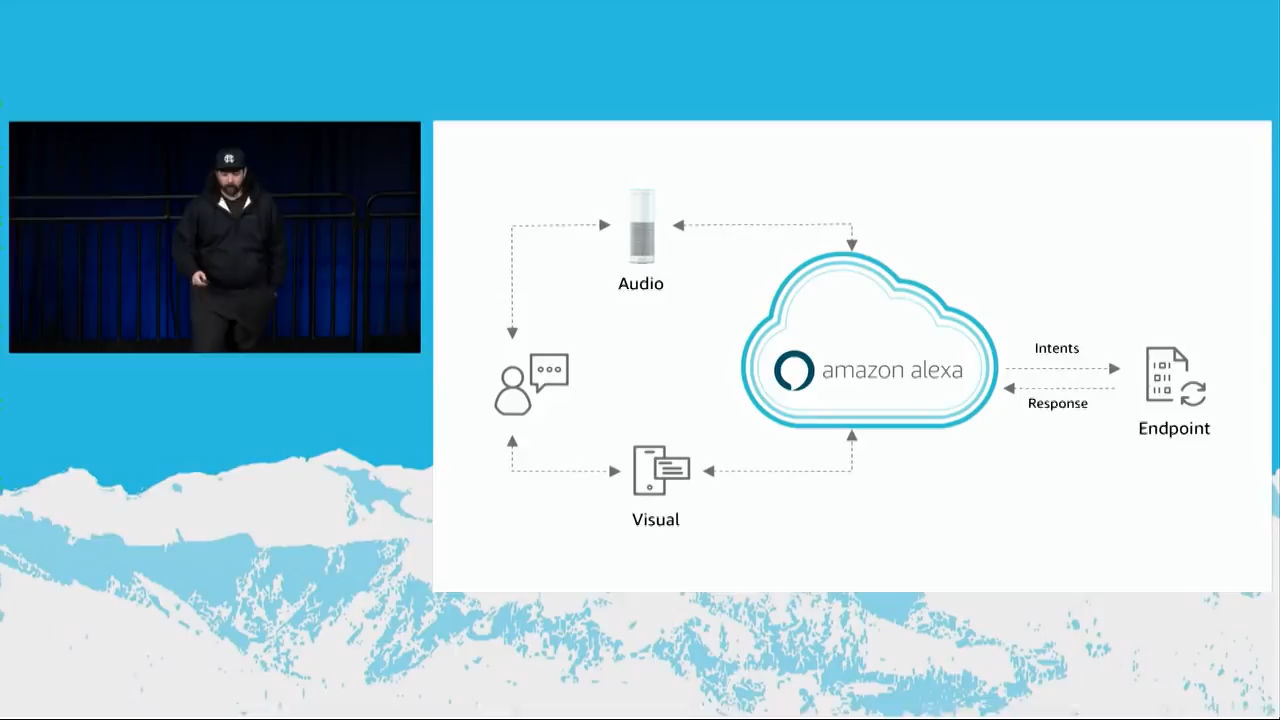 Audio
amazon alexa
Intents
Response
Endpoint
Visual